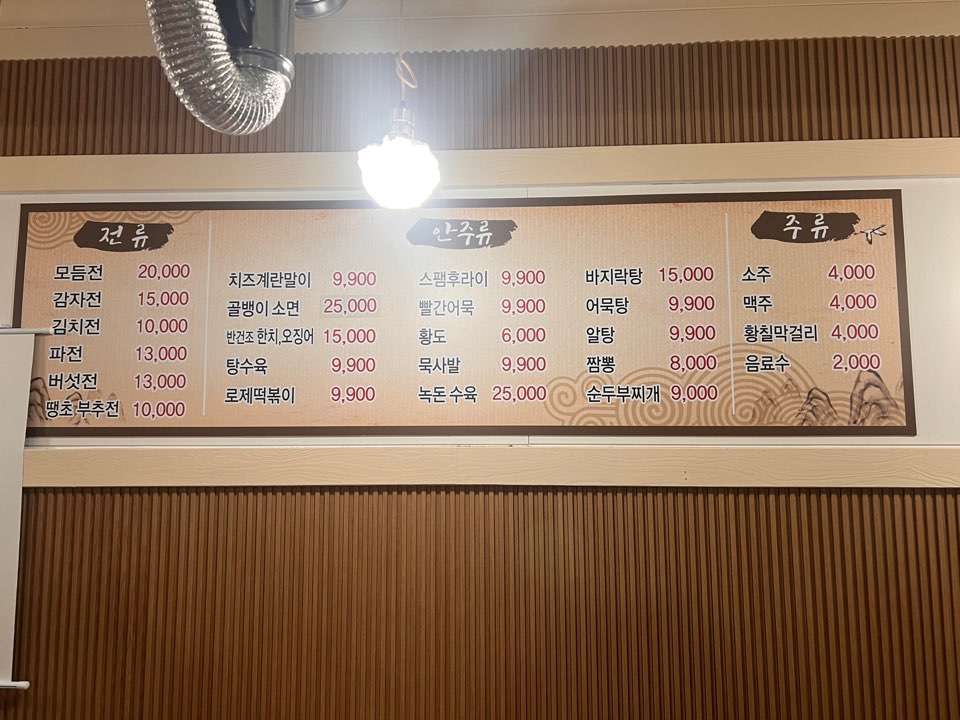 전 류
모듬전 20,000
감자전 15,000
김치전 10,000
파전 13,000
버섯전 13,000
땡초 부추전 10,000
안주류
치즈계란말이 9,900
골뱅이 소면 25,000
반건조 한치,오징어 15,000
탕수육 9,900
로제떡볶이 9,900
스팸후라이 9,900
빨간어묵 9,900
황도 6,000
묵사발 9,900
녹돈 수육 25,000
바지락탕 15,000
어묵탕 9,900
알탕 9,900
짬뽕 8,000
순두부찌개 9,000
주 류
소주 4,000
맥주 4,000
황칠막걸리 4,000
음료수 2,000